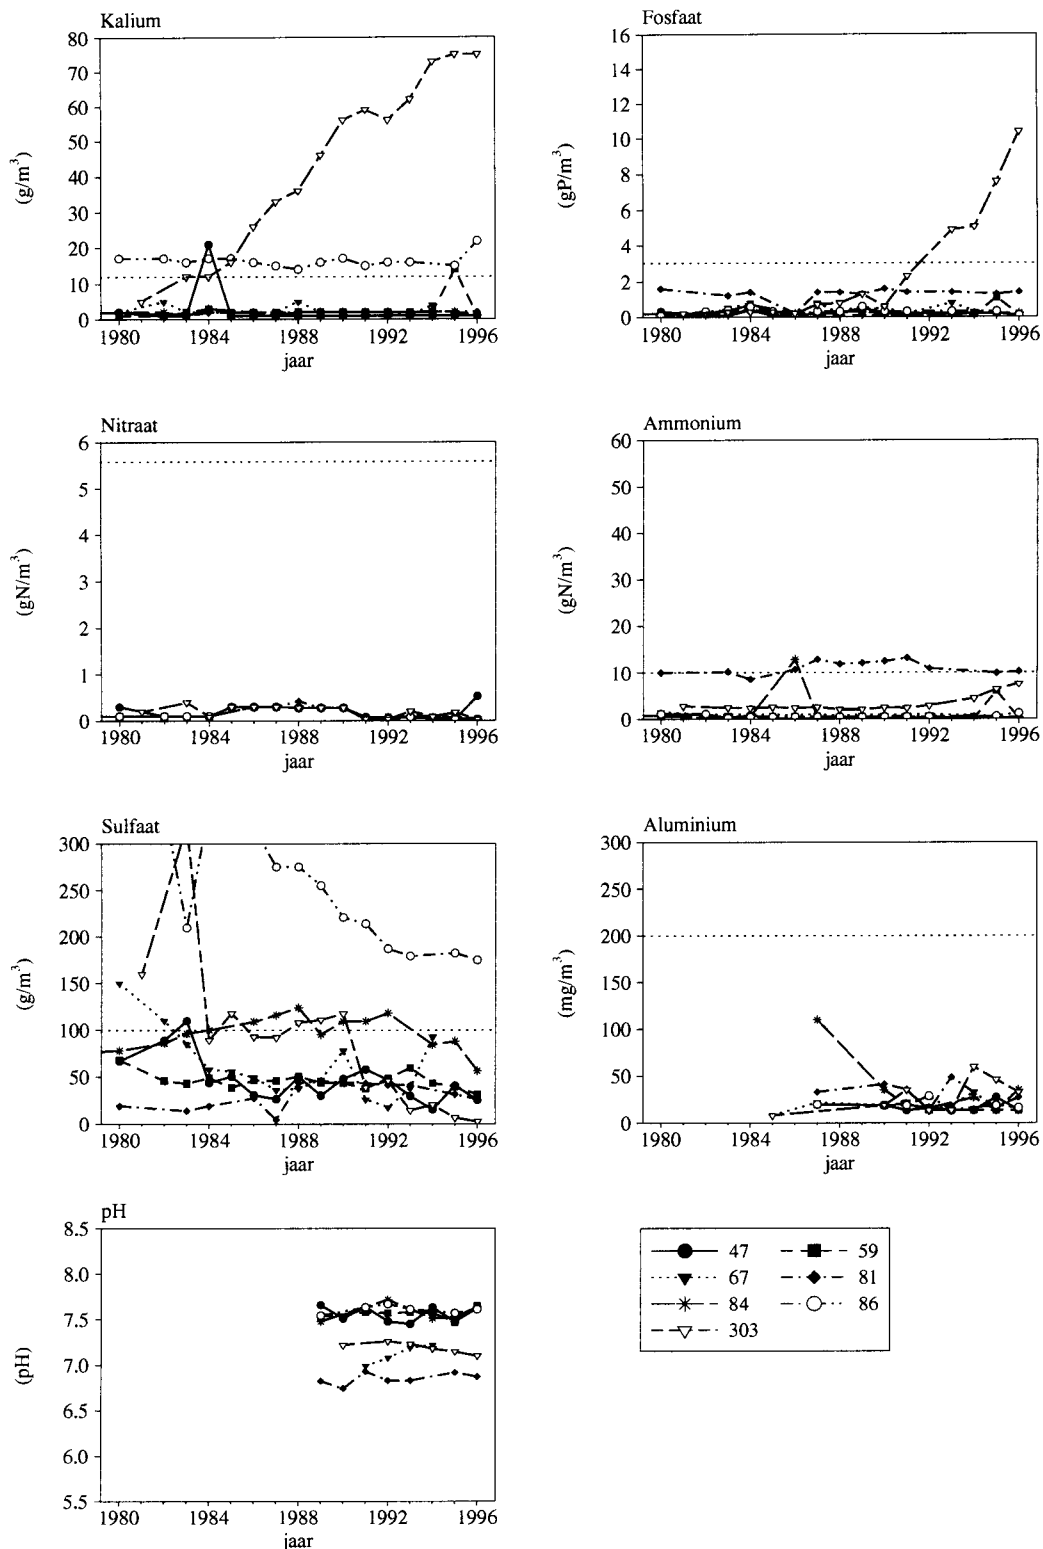 Kalium
80
70
60
50
40
30
20
10
0
(g/m³)
1980 1984 1988 1992 1996
jaar
Fosfaat
16
14
12
10
8
6
4
2
0
(gP/m³)
1980 1984 1988 1992 1996
jaar
Nitraat
6
5
4
3
2
1
0
(gN/m³)
1980 1984 1988 1992 1996
jaar
Ammonium
60
50
40
30
20
10
0
(gN/m³)
1980 1984 1988 1992 1996
jaar
Sulfaat
300
250
200
150
100
50
0
(g/m³)
1980 1984 1988 1992 1996
jaar
Aluminium
300
250
200
150
100
50
0
(mg/m³)
1980 1984 1988 1992 1996
jaar
pH
8.5
8.0
7.5
7.0
6.5
6.0
5.5
(pH)
1980 1984 1988 1992 1996
jaar
47 59
67 81
84 86
303